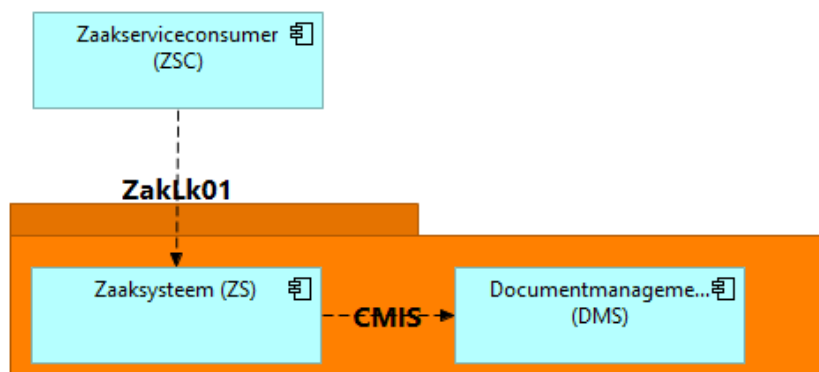 Zaakserviceconsumer
(ZSC)
ZakLk01
Zaaksysteem (ZS)
CMIS
Documentmanageme...
(DMS)